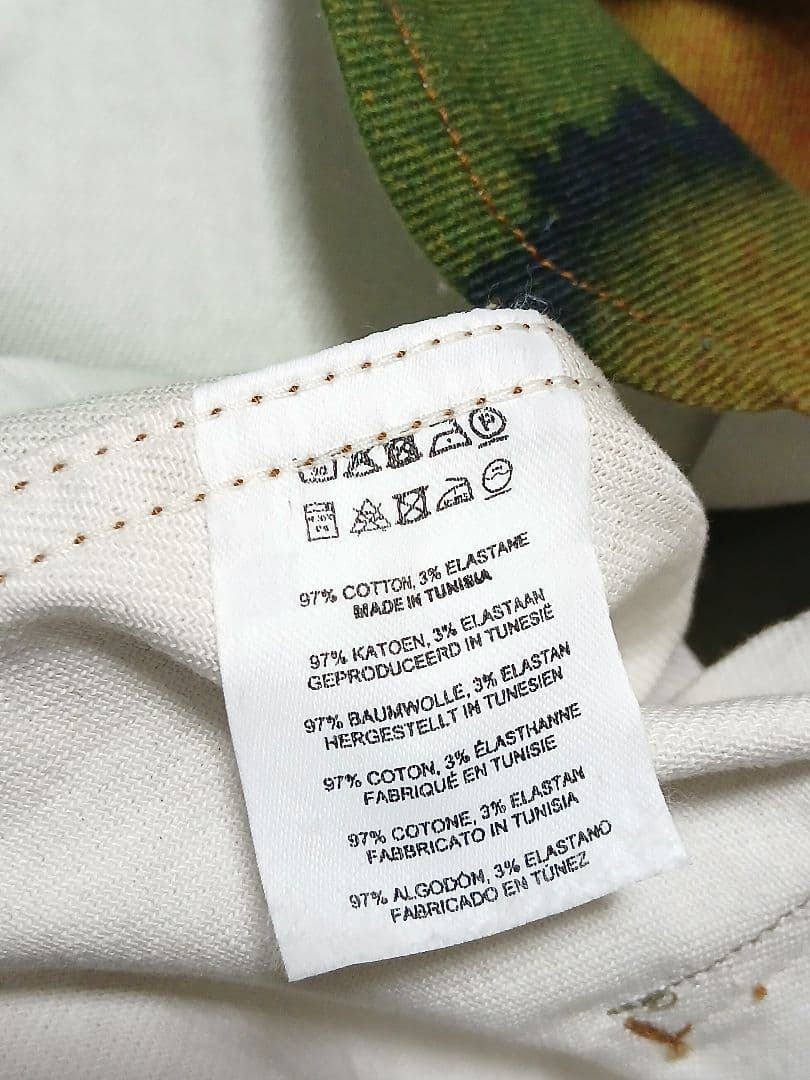 P
97% COTTON, 3% ELASTANE
MADE IN TUNISIA
97% KATOEN, 3% ELASTAAN
GEPRODUCEERD IN TUNESIË
97% BAUMWOLLE, 3% ELASTAN
HERGESTELLT IN TUNESIEN
97% COTON, 3% ÉLASTHANNE
FABRIQUÉ EN TUNISIE
97% COTONE, 3% ELASTAN
FABBRICATO IN TUNISIA
97% ALGODÓN, 3% ELASTANO
FABRICADO EN TÚNEZ